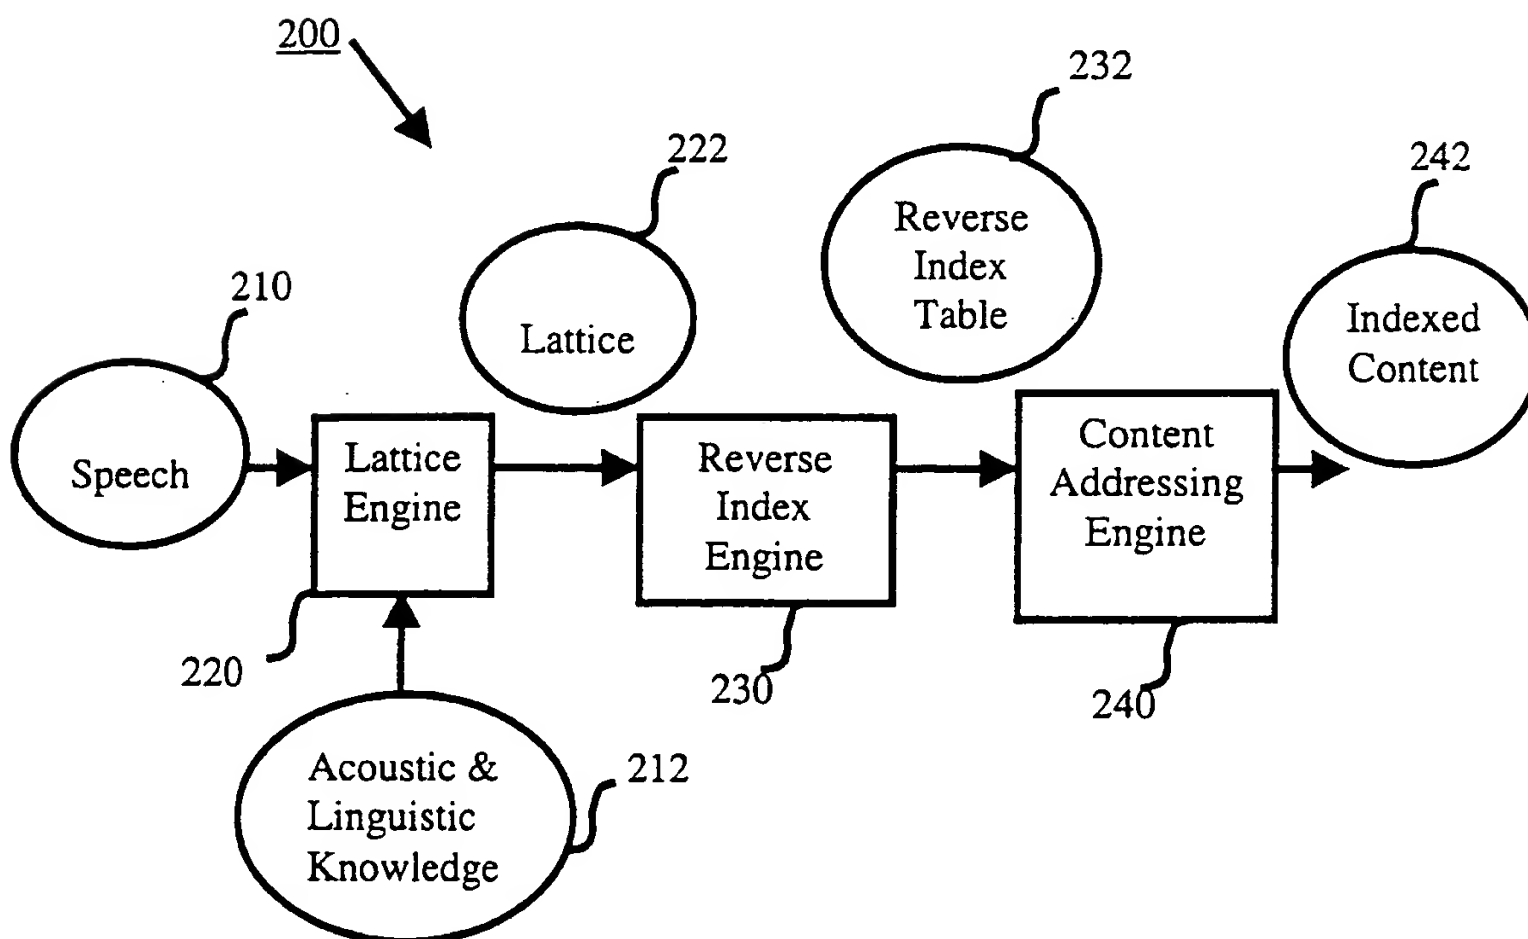 200
232
222
242
Reverse
Index
Table
210
Indexed
Content
Lattice
Speech
Lattice
Engine
Reverse
Index
Engine
Content
Addressing
Engine
220
230
240
Acoustic &
Linguistic
Knowledge
212